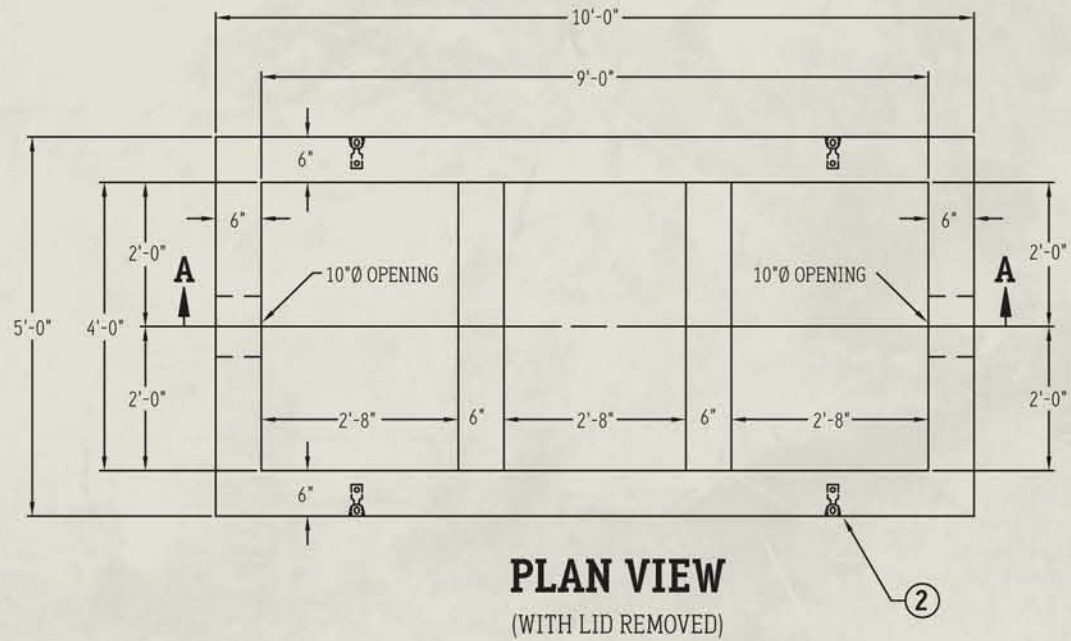 10'-0"
9'-0"
6"
6" 6"
2'-0" 2'-0"
A 10"Ø OPENING 10"Ø OPENING A
5'-0" 4'-0"
2'-0" 2'-0"
2'-8" 6" 2'-8" 6" 2'-8"
6"
PLAN VIEW
2
(WITH LID REMOVED)